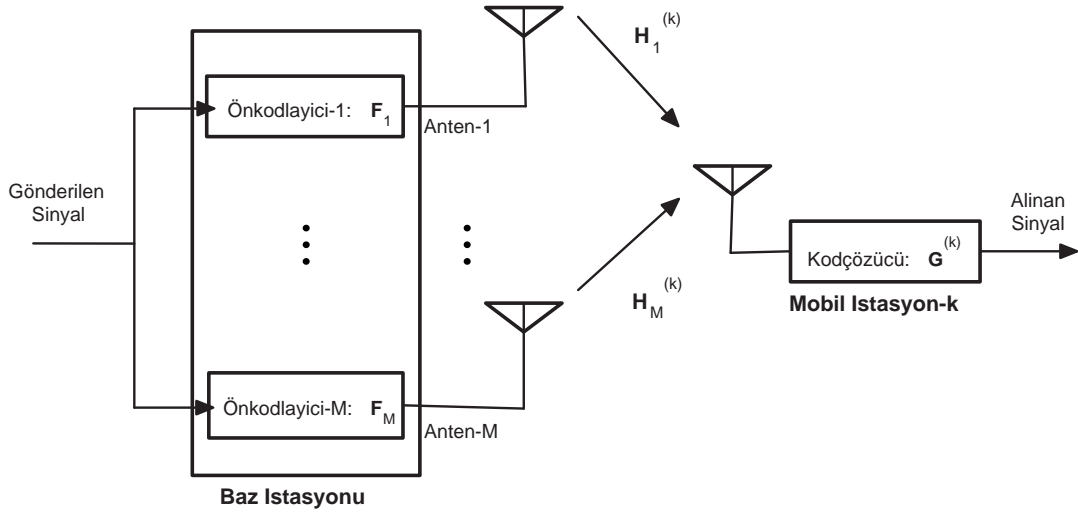 Gönderilen
Sinyal
Önkodlayici-1: F1
Anten-1
H1(k)
Alinan
Sinyal
Kodçözücü: G(k)
Mobil Istasyon-k
HM(k)
Önkodlayici-M: FM
Anten-M
Baz Istasyonu